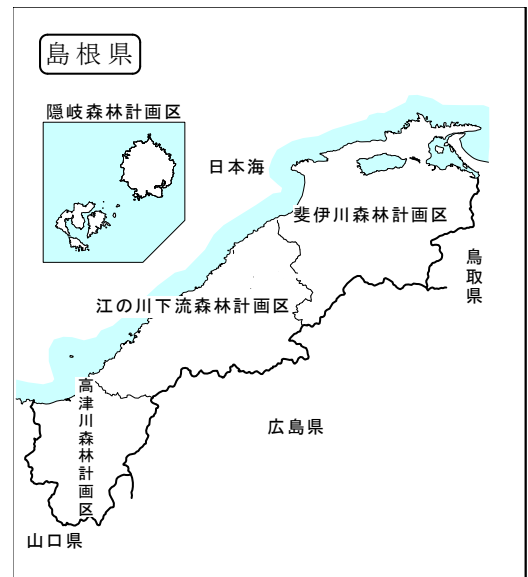 島根県
隠岐森林計画区
日本海
斐伊川森林計画区
鳥取県
江の川下流森林計画区
高津川森林計画区
広島県
山口県